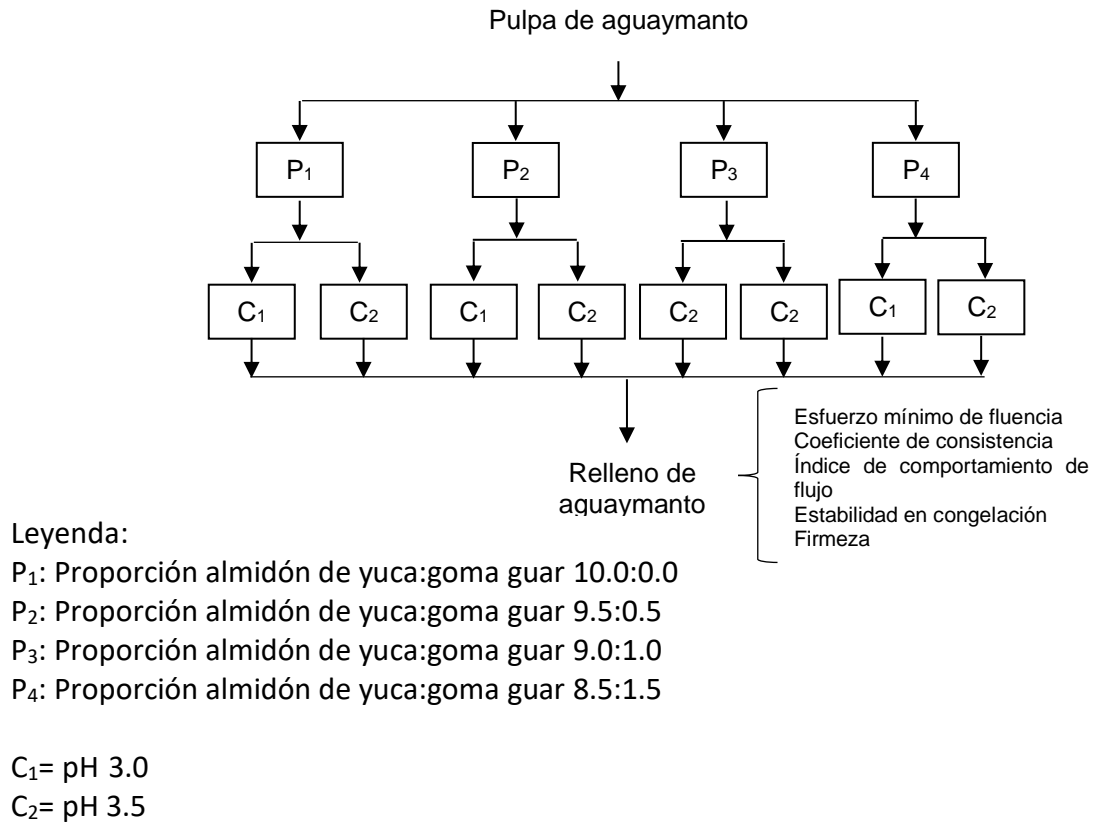 Pulpa de aguaymanto
P₁ P₂ P₃ P₄
C₁ C₂ C₁ C₂ C₂ C₂ C₁ C₂
Relleno de
aguaymanto
Esfuerzo mínimo de fluencia
Coeficiente de consistencia
Índice de comportamiento de
flujo
Estabilidad en congelación
Firmeza
Leyenda:
P₁: Proporción almidón de yuca:goma guar 10.0:0.0
P₂: Proporción almidón de yuca:goma guar 9.5:0.5
P₃: Proporción almidón de yuca:goma guar 9.0:1.0
P₄: Proporción almidón de yuca:goma guar 8.5:1.5
C₁= pH 3.0
C₂= pH 3.5